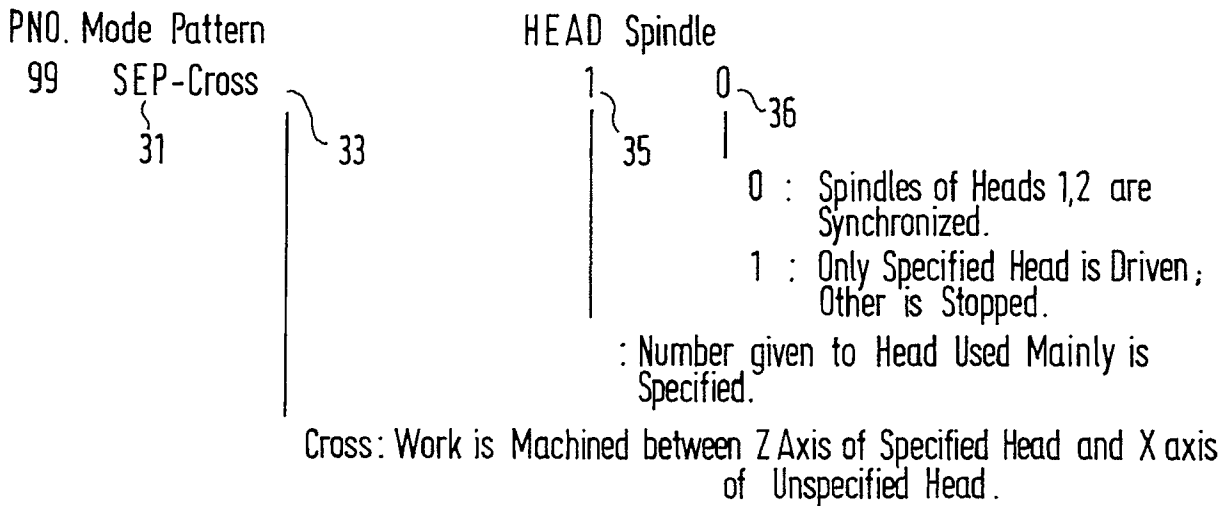 PNO. Mode Pattern HEAD Spindle
99 SEP-Cross 1 0
31 33 35 36
0 : Spindles of Heads 1,2 are
Synchronized.
1 : Only Specified Head is Driven;
Other is Stopped.
: Number given to Head Used Mainly is
Specified.
Cross: Work is Machined between Z Axis of Specified Head and X axis
of Unspecified Head.